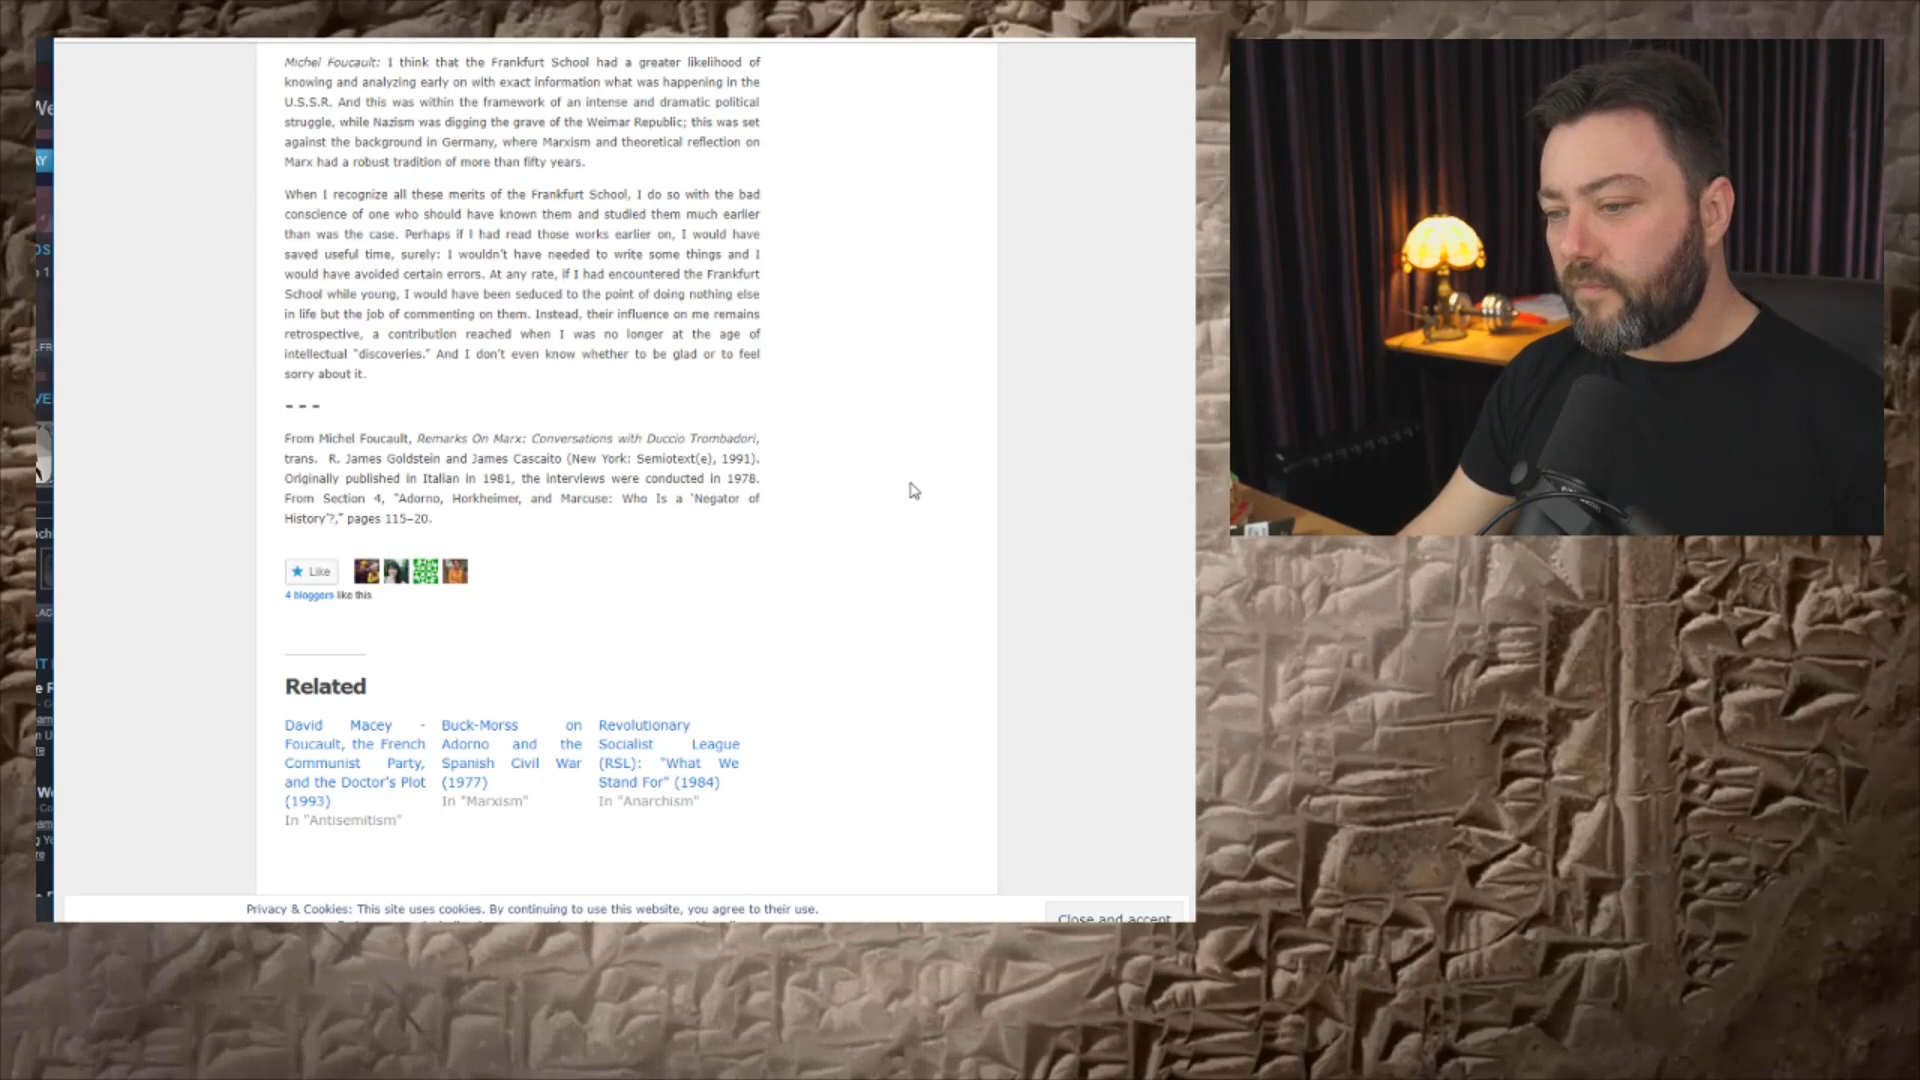 Michel Foucault: I think that the Frankfurt School had a greater likelihood of
knowing and analyzing early on with exact information what was happening in the
U.S.S.R. And this was within the framework of an intense and dramatic political
struggle, while Nazism was digging the grave of the Weimar Republic; this was set
against the background in Germany, where Marxism and theoretical reflection on
Marx had a robust tradition of more than fifty years.
When I recognize all these merits of the Frankfurt School, I do so with the bad
conscience of one who should have known them and studied them much earlier
than was the case. Perhaps if I had read those works earlier on, I would have
saved useful time, surely: I wouldn't have needed to write some things and I
would have avoided certain errors. At any rate, if I had encountered the Frankfurt
School while young, I would have been seduced to the point of doing nothing else
in life but the job of commenting on them. Instead, their influence on me remains
retrospective, a contribution reached when I was no longer at the age of
intellectual "discoveries." And I don't even know whether to be glad or to feel
sorry about it.
- - -
From Michel Foucault, Remarks On Marx: Conversations with Duccio Trombadori,
trans. R. James Goldstein and James Cascaito (New York: Semiotext(e), 1991).
Originally published in Italian in 1981, the interviews were conducted in 1978.
From Section 4, "Adorno, Horkheimer, and Marcuse: Who Is a 'Negator of
History'?," pages 115–20.
Like
4 bloggers like this
Related
David Macey -
Foucault, the French
Communist Party,
and the Doctor's Plot
(1993)
In "Antisemitism"
Buck-Morss on
Adorno and the
Spanish Civil War
(1977)
In "Marxism"
Revolutionary
Socialist League
(RSL): "What We
Stand For" (1984)
In "Anarchism"
Privacy & Cookies: This site uses cookies. By continuing to use this website, you agree to their use.
Close and accept